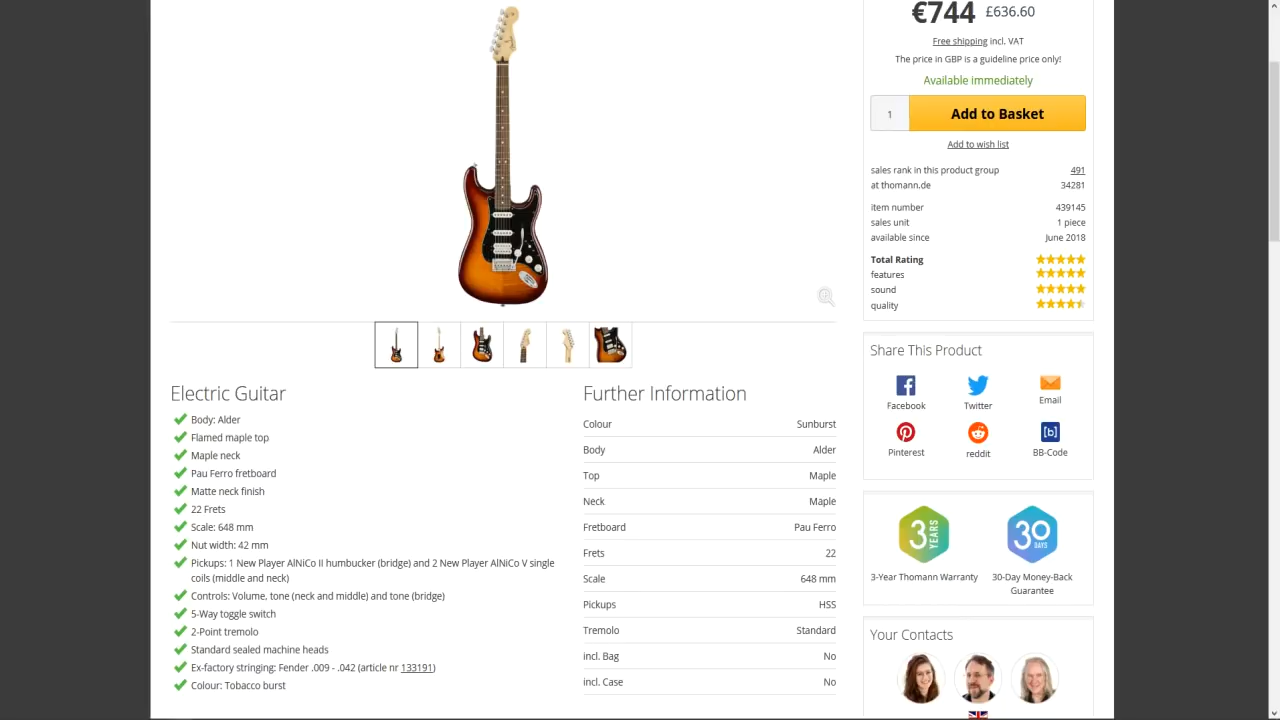 €744 £636.60
Free shipping incl. VAT
The price in GBP is a guideline price only!
Available immediately
1 Add to Basket
Add to wish list
sales rank in this product group 491
at thomann.de 34281
item number 439145
sales unit 1 piece
available since June 2018
Total Rating
features
sound
quality
Electric Guitar
Body: Alder
Flamed maple top
Maple neck
Pau Ferro fretboard
Matte neck finish
22 Frets
Scale: 648 mm
Nut width: 42 mm
Pickups: 1 New Player AlNiCo II humbucker (bridge) and 2 New Player AlNiCo V single
coils (middle and neck)
Controls: Volume, tone (neck and middle) and tone (bridge)
5-Way toggle switch
2-Point tremolo
Standard sealed machine heads
Ex-factory stringing: Fender .009 - .042 (article nr 133191)
Colour: Tobacco burst
Further Information
Colour Sunburst
Body Alder
Top Maple
Neck Maple
Fretboard Pau Ferro
Frets 22
Scale 648 mm
Pickups HSS
Tremolo Standard
incl. Bag No
incl. Case No
Share This Product
Facebook Twitter Email
Pinterest reddit BB-Code
3 YEARS 30 DAYS
3-Year Thomann Warranty 30-Day Money-Back
Guarantee
Your Contacts